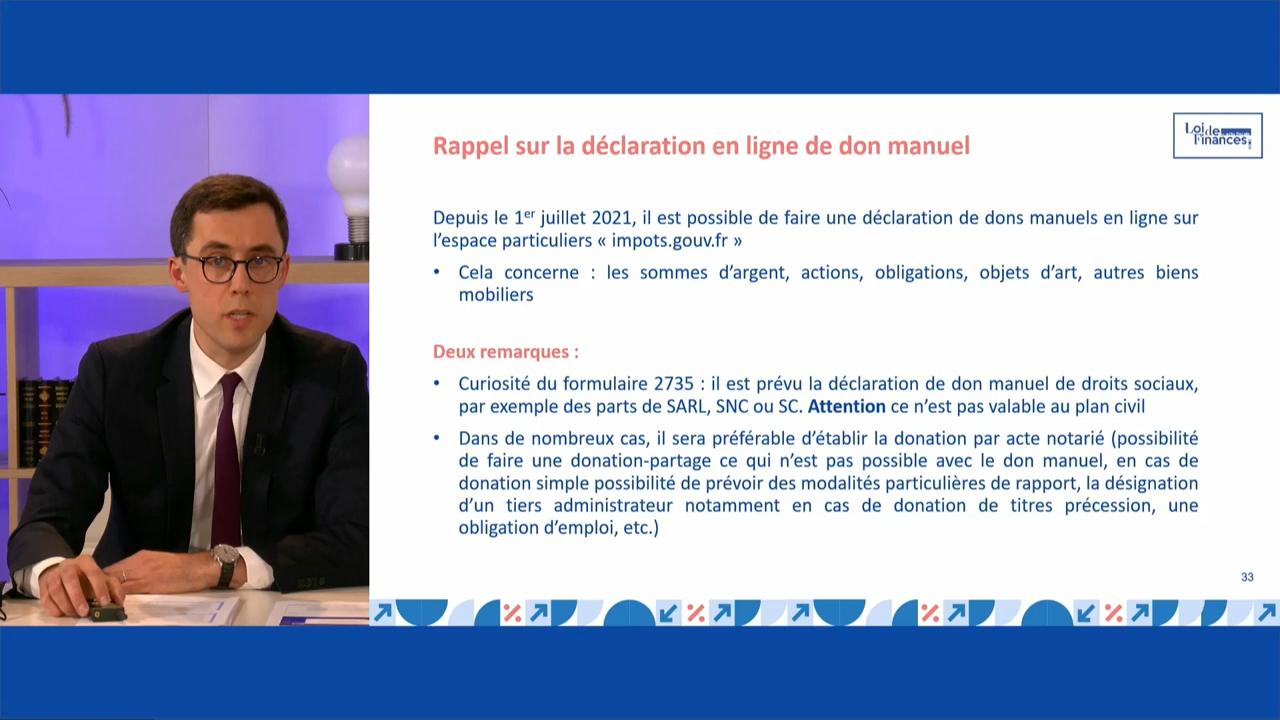 Rappel sur la déclaration en ligne de don manuel
Loi de
Finances
Depuis le 1er juillet 2021, il est possible de faire une déclaration de dons manuels en ligne sur
l'espace particuliers « impots.gouv.fr »
• Cela concerne : les sommes d'argent, actions, obligations, objets d'art, autres biens
mobiliers
Deux remarques :
• Curiosité du formulaire 2735 : il est prévu la déclaration de don manuel de droits sociaux,
par exemple des parts de SARL, SNC ou SC. Attention ce n'est pas valable au plan civil
• Dans de nombreux cas, il sera préférable d'établir la donation par acte notarié (possibilité
de faire une donation-partage ce qui n'est pas possible avec le don manuel, en cas de
donation simple possibilité de prévoir des modalités particulières de rapport, la désignation
d'un tiers administrateur notamment en cas de donation de titres précession, une
obligation d'emploi, etc.)
33